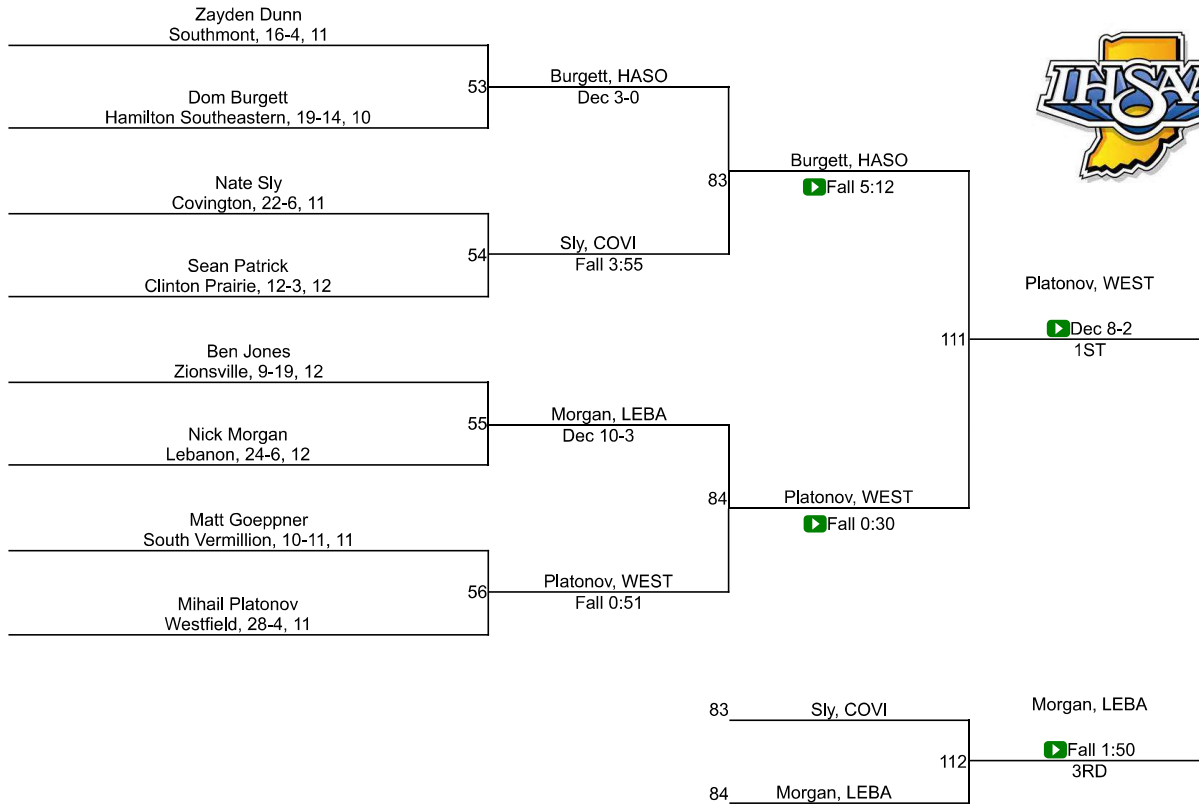 Zayden Dunn
Southmont, 16-4, 11
53
Dom Burgett
Hamilton Southeastern, 19-14, 10
Burgett, HASO
Dec 3-0
Nate Sly
Covington, 22-6, 11
54
Sean Patrick
Clinton Prairie, 12-3, 12
Sly, COVI
Fall 3:55
83
Burgett, HASO
Fall 5:12
Ben Jones
Zionsville, 9-19, 12
55
Nick Morgan
Lebanon, 24-6, 12
Morgan, LEBA
Dec 10-3
Matt Goeppner
South Vermillion, 10-11, 11
56
Mihail Platonov
Westfield, 28-4, 11
Platonov, WEST
Fall 0:51
84
Platonov, WEST
Fall 0:30
111
Platonov, WEST
Dec 8-2
1ST
IHSAA
83
Sly, COVI
84
Morgan, LEBA
112
Morgan, LEBA
Fall 1:50
3RD